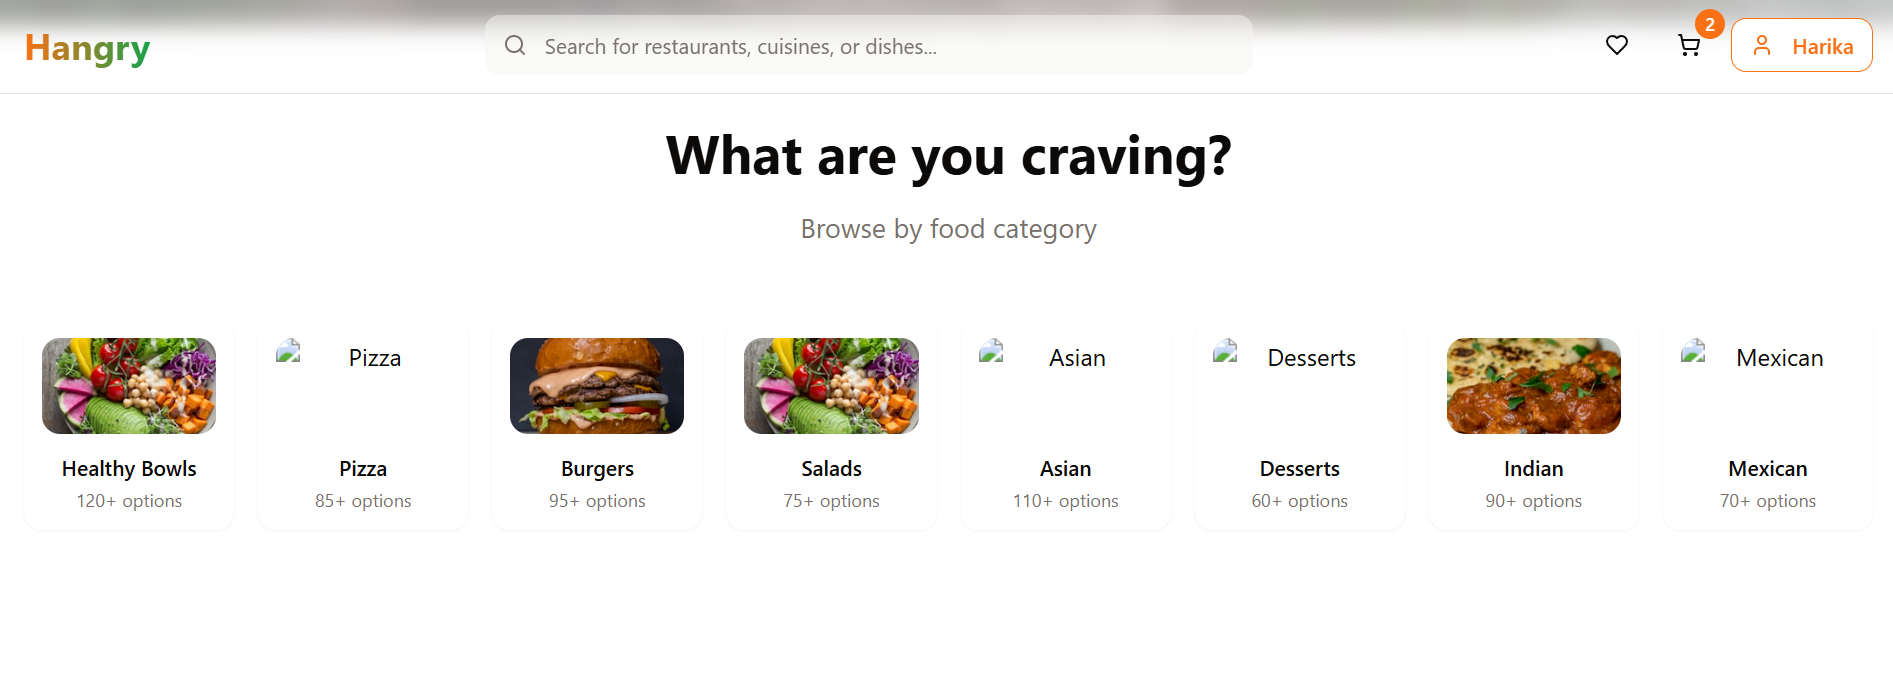 Hangry
Search for restaurants, cuisines, or dishes...
2
Harika
What are you craving?
Browse by food category
Pizza
Asian
Desserts
Mexican
Healthy Bowls
Pizza
Burgers
Salads
Asian
Desserts
Indian
Mexican
120+ options
85+ options
95+ options
75+ options
110+ options
60+ options
90+ options
70+ options